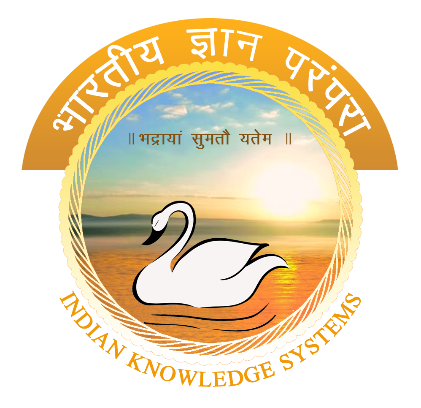 भारतीय ज्ञान परंपरा
॥ भद्रायां सुमतौ यतेम ॥
INDIAN KNOWLEDGE SYSTEMS